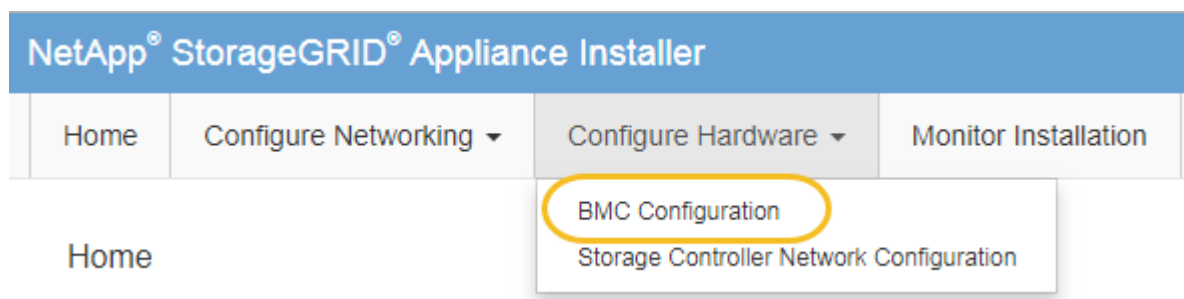 NetApp® StorageGRID® Appliance Installer
Home Configure Networking Configure Hardware Monitor Installation
BMC Configuration
Home
Storage Controller Network Configuration